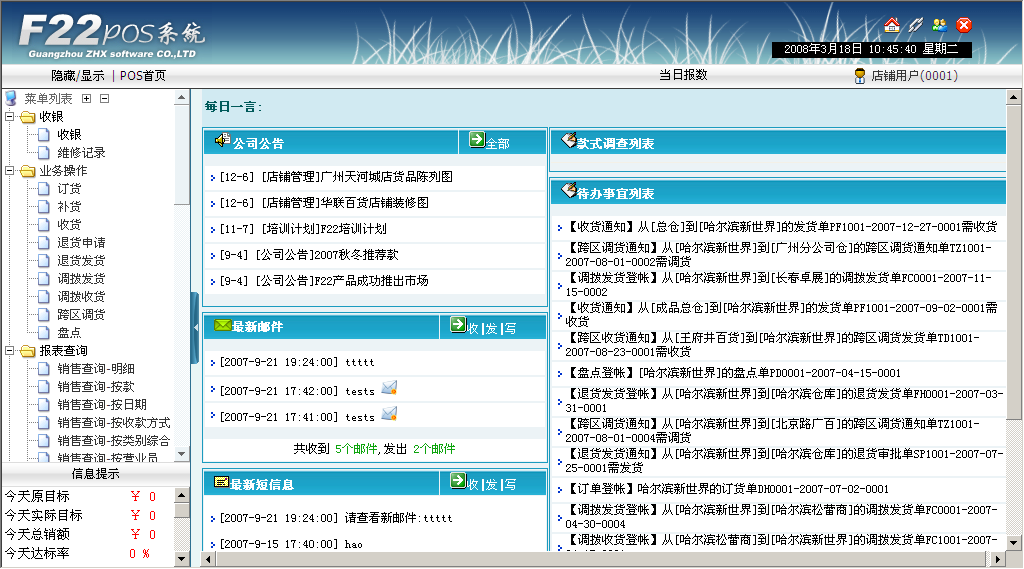 F22POS系统
Guangzhou ZHX software CO.,LTD
2008年3月18日 10:45:40 星期二
隐藏/显示 | POS首页
当日报数
店铺用户(0001)
菜单列表
收银
收银
维修记录
业务操作
订货
补货
收货
退货申请
退货发货
调拨发货
调拨收货
跨区调货
盘点
报表查询
销售查询-明细
销售查询-按款
销售查询-按日期
销售查询-按收款方式
销售查询-按类别综合
销售查询-按营业员
信息提示
今天原目标 ¥ 0
今天实际目标 ¥ 0
今天总销额 ¥ 0
今天达标率 0 %
每日一言:
公司公告 全部
[12-6] [店铺管理]广州天河城店货品陈列图
[12-6] [店铺管理]华联百货店铺装修图
[11-7] [培训计划]F22培训计划
[9-4] [公司公告]2007秋冬推荐款
[9-4] [公司公告]F22产品成功推出市场
最新邮件 收|发|写
[2007-9-21 19:24:00] ttttt
[2007-9-21 17:42:00] tests
[2007-9-21 17:41:00] tests
共收到 5个邮件,发出 2个邮件
最新短信息 收|发|写
[2007-9-21 19:24:00] 请查看新邮件:ttttt
[2007-9-15 17:40:00] hao
款式调查列表
待办事宜列表
【收货通知】从[总仓]到[哈尔滨新世界]的发货单PF1001-2007-12-27-0001需收货
【跨区调货通知】从[哈尔滨新世界]到[广州分公司仓]的跨区调货通知单TZ1001-
2007-08-01-0002需调货
【调拨发货登帐】从[哈尔滨新世界]到[长春卓展]的调拨发货单FC0001-2007-11-
15-0002
【收货通知】从[成品总仓]到[哈尔滨新世界]的发货单PF1001-2007-09-02-0001需
收货
【跨区收货通知】从[王府井百货]到[哈尔滨新世界]的跨区调货发货单TD1001-
2007-08-23-0001需收货
【盘点登帐】[哈尔滨新世界]的盘点单PD0001-2007-04-15-0001
【退货发货登帐】从[哈尔滨新世界]到[哈尔滨仓库]的退货发货单FH0001-2007-03-
31-0001
【跨区调货通知】从[哈尔滨新世界]到[北京路广百]的跨区调货通知单TZ1001-
2007-08-01-0004需调货
【退货发货通知】从[哈尔滨新世界]到[哈尔滨仓库]的退货审批单SP1001-2007-07-
25-0001需发货
【订单登帐】哈尔滨新世界的订货单DH0001-2007-07-02-0001
【调拨发货登帐】从[哈尔滨新世界]到[哈尔滨松蕾商]的调拨发货单FC0001-2007-
04-30-0004
【调拨收货登帐】从[哈尔滨松蕾商]到[哈尔滨新世界]的调拨发货单FC1001-2007-